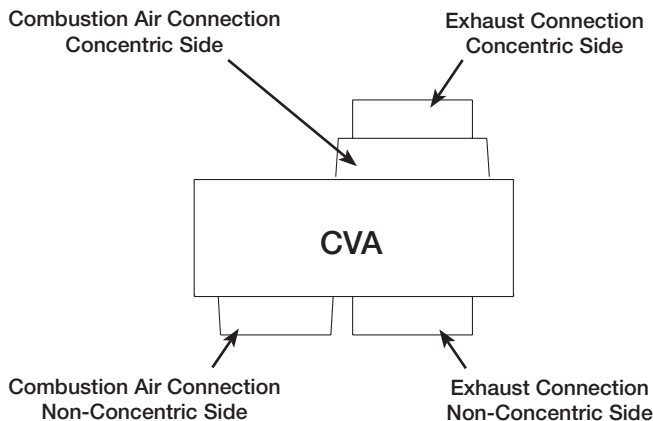 Combustion Air Connection
Concentric Side
Exhaust Connection
Concentric Side
CVA
Combustion Air Connection
Non-Concentric Side
Exhaust Connection
Non-Concentric Side